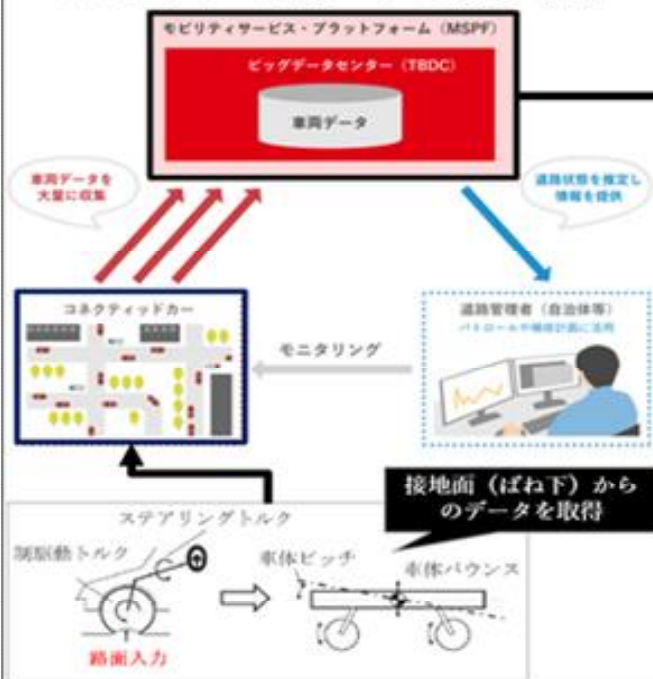 モビリティサービス・プラットフォーム（MSPF）
ビッグデータセンター（TBDC）
車両データ
車両データを
大量に収集
道路状態を推定し
情報を提供
コネクティッドカー
モニタリング
道路管理者（自治体等）
パトロールや補修計画に活用
接地面（ばね下）から
のデータを取得
ステアリングトルク
制駆動トルク
車体ピッチ
車体バウンス
路面入力